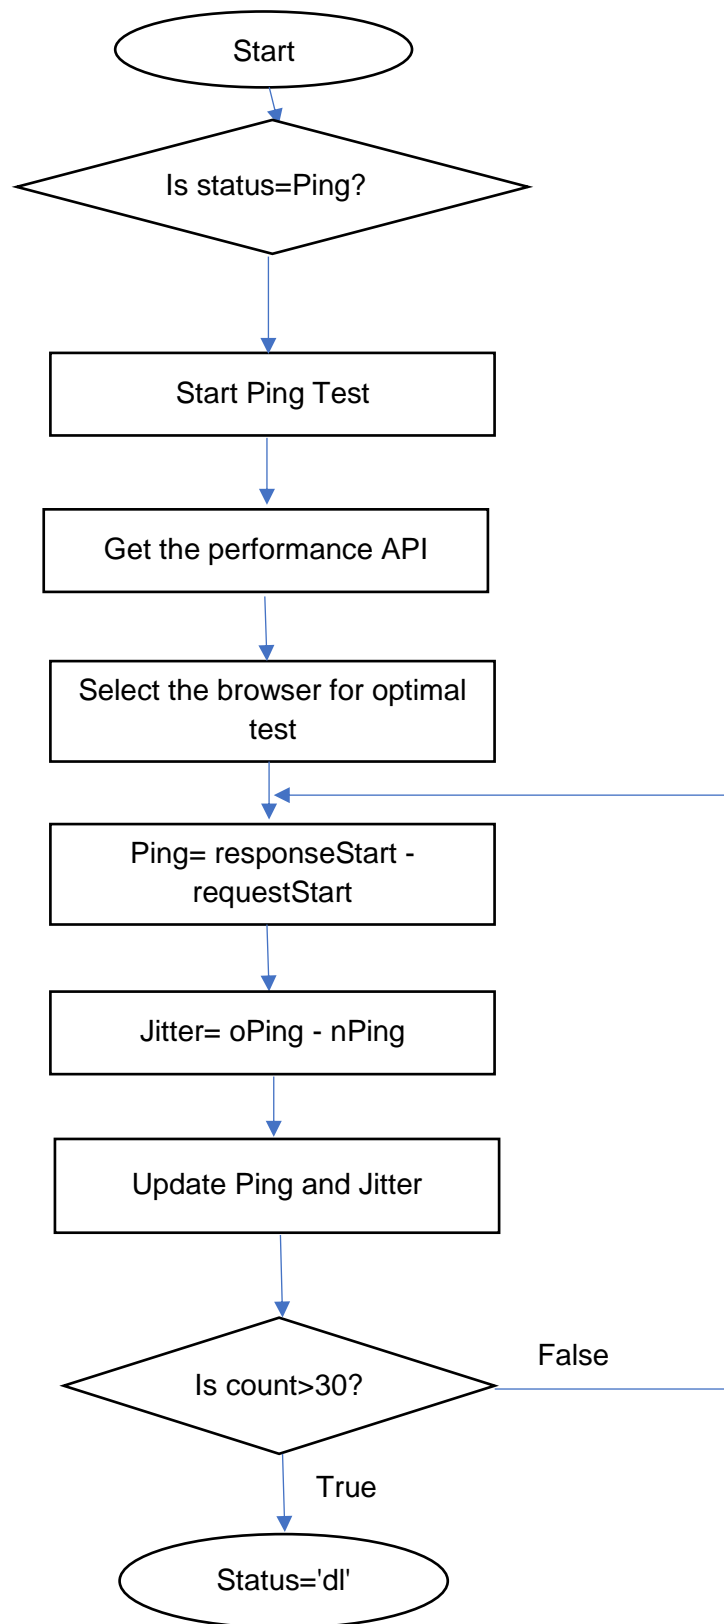 Start
Is status=Ping?
Start Ping Test
Get the performance API
Select the browser for optimal
test
Ping= responseStart -
requestStart
Jitter= oPing - nPing
Update Ping and Jitter
Is count>30?
False
True
Status='dl'